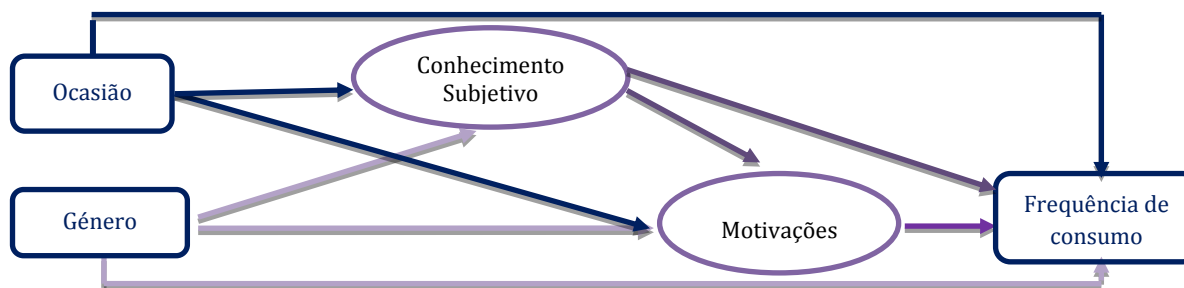 Ocasião
Conhecimento
Subjetivo
Género
Motivações
Frequência de
consumo